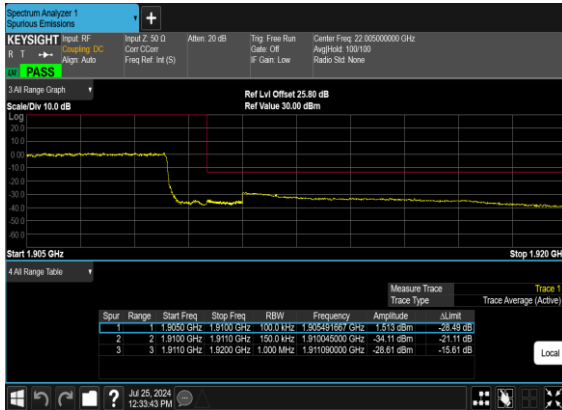 Spectrum Analyzer 1
Spurious Emissions
+
KEYSIGHT Input: RF Input Z: 50 Ω Atten: 20 dB Trig: Free Run Center Freq: 22.005000000 GHz
R T Coupling: DC Corr CCorr Gate: Off Avg|Hold: 100/100
Align: Auto Freq Ref: Int (S) IF Gain: Low Radio Std: None
LXI PASS
3 All Range Graph
Ref Lvl Offset 25.80 dB
Scale/Div 10.0 dB Ref Value 30.00 dBm
Log
20.0
10.0
0.00
-10.0
-20.0
-30.0
-40.0
-50.0
-60.0
Start 1.905 GHz Stop 1.920 GH
4 All Range Table
Measure Trace Trace 1
Trace Type Trace Average (Active)
Spur Range Start Freq Stop Freq RBW Frequency Amplitude ΔLimit
1 1 1.9050 GHz 1.9100 GHz 100.0 kHz 1.905491667 GHz 1.513 dBm -28.49 dB
2 2 1.9100 GHz 1.9110 GHz 150.0 kHz 1.910045000 GHz -34.11 dBm -21.11 dB
3 3 1.9110 GHz 1.9200 GHz 1.000 MHz 1.911090000 GHz -28.61 dBm -15.61 dB
Local
? Jul 25, 2024
12:33:43 PM